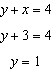 y + x = 4
y + 3 = 4
y = 1